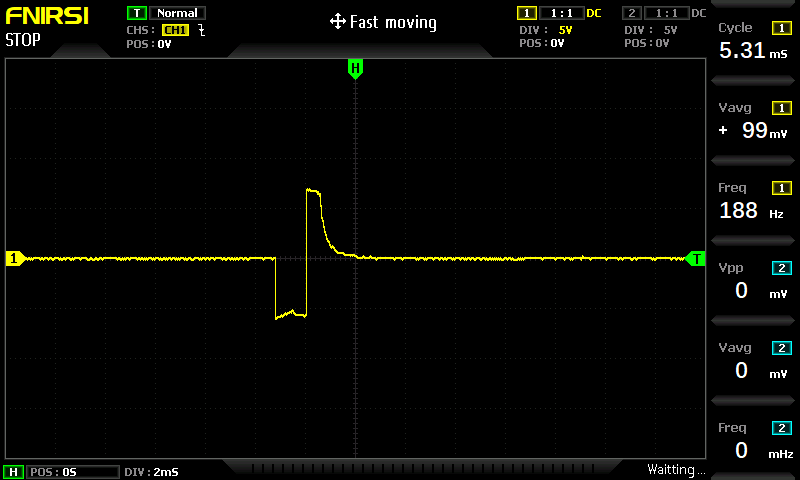 FNIRSI
STOP
T Normal
CHS: CH1
POS: 0V
Fast moving
1 1:1 DC
DIV: 5V
POS: 0V
2 1:1 DC
DIV: 5V
POS: 0V
H
1
T
Cycle 1
5.31 mS
Vavg 1
+ 99 mV
Freq 1
188 Hz
Vpp 2
0 mV
Vavg 2
0 mV
Freq 2
0 mHz
H POS: 0S DIV: 2mS
Waitting...